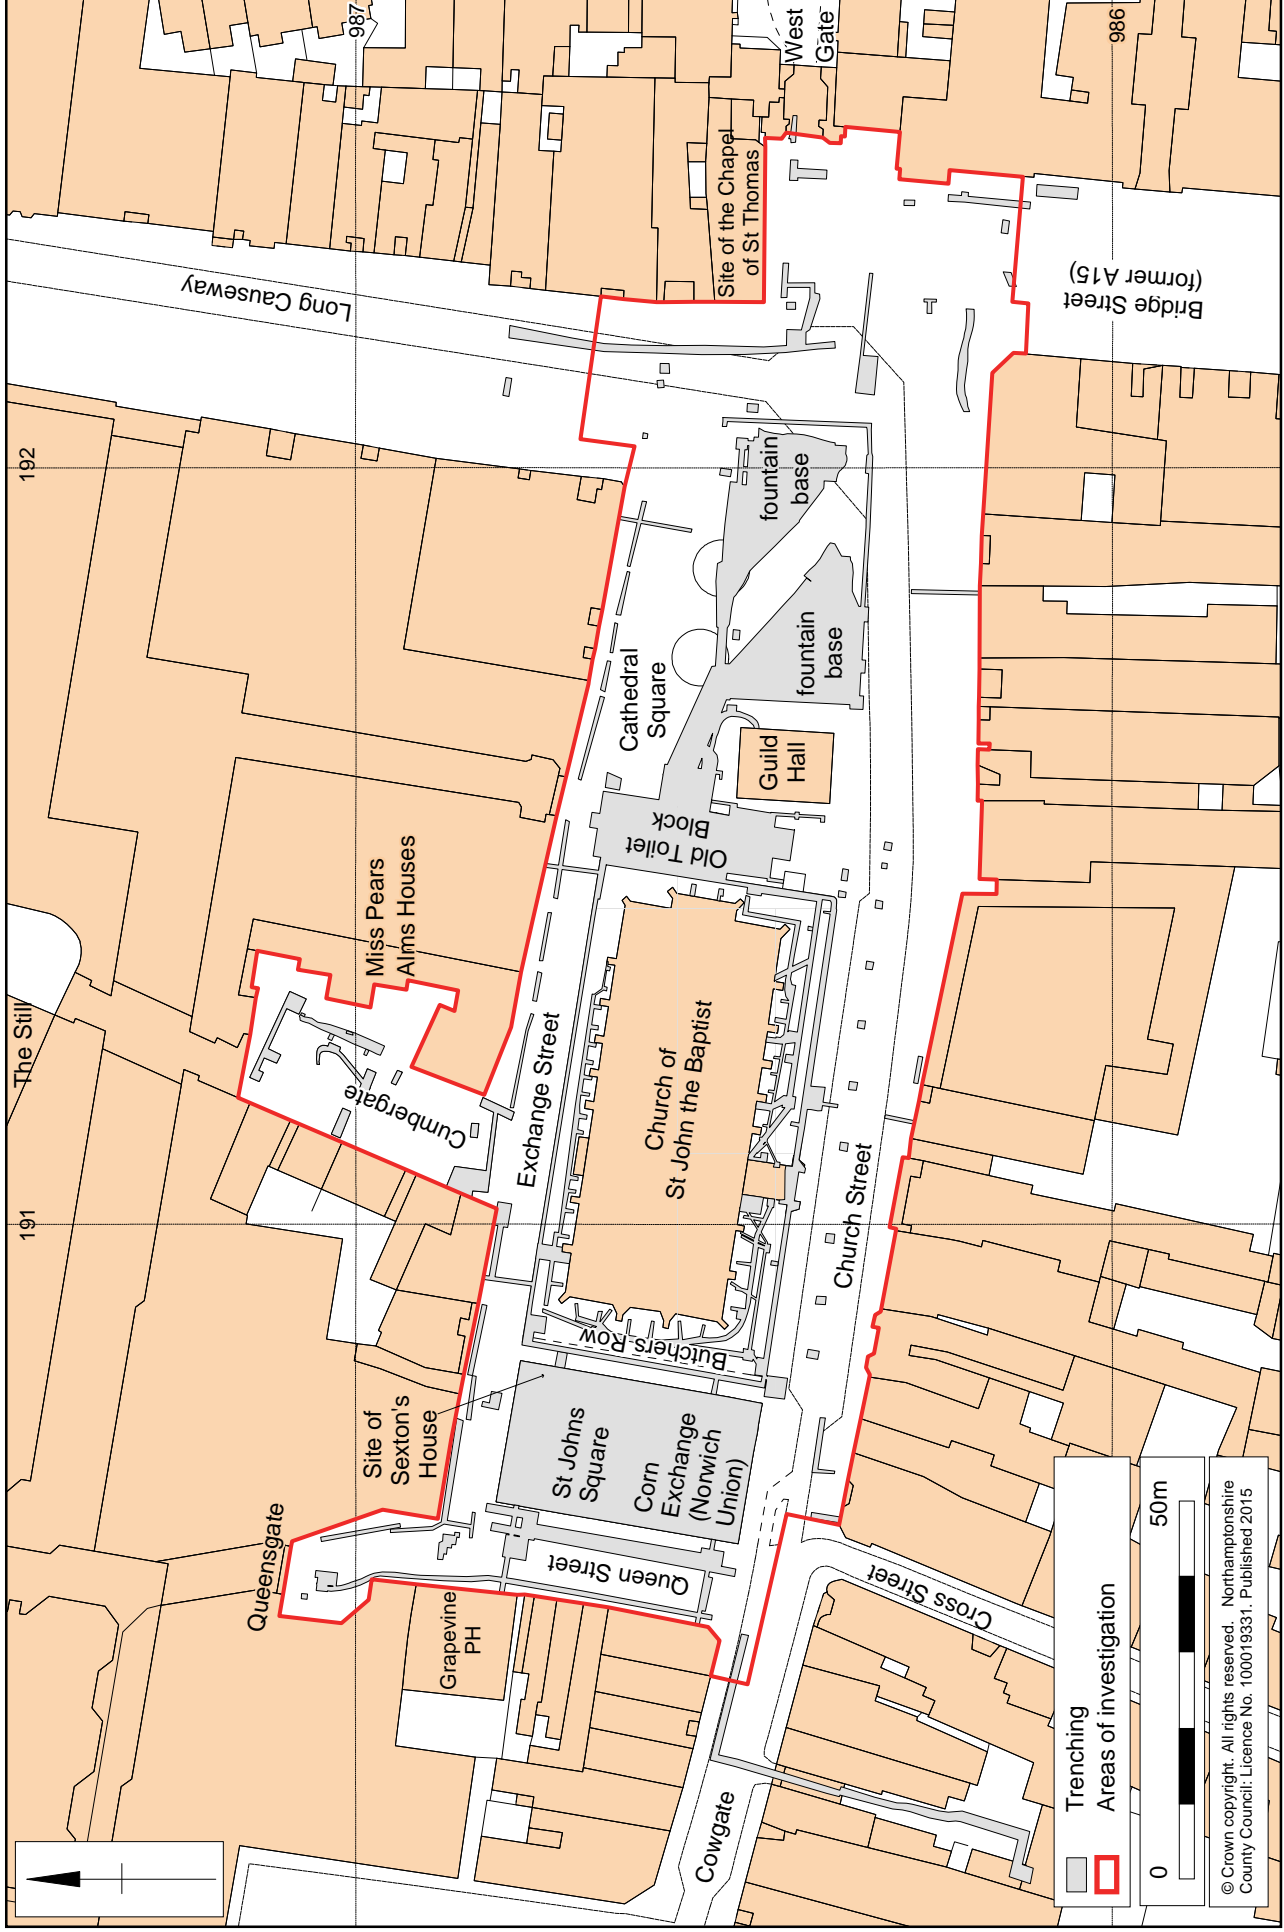 191
192
987
986
The Still
Queensgate
Site of
Sexton's
House
Grapevine
PH
Miss Pears
Alms Houses
Cumbergate
Exchange Street
Long Causeway
Cathedral
Square
Site of the Chapel
of St Thomas
West
Gate
fountain
base
fountain
base
Guild
Hall
Old Toilet
Block
Church of
St John the Baptist
Butchers Row
St Johns
Square
Corn
Exchange
(Norwich
Union)
Queen Street
Church Street
Bridge Street
(former A15)
Cross Street
Cowgate
Trenching
Areas of investigation
0
50m
© Crown copyright. All rights reserved. Northamptonshire
County Council: Licence No. 100019331. Published 2015